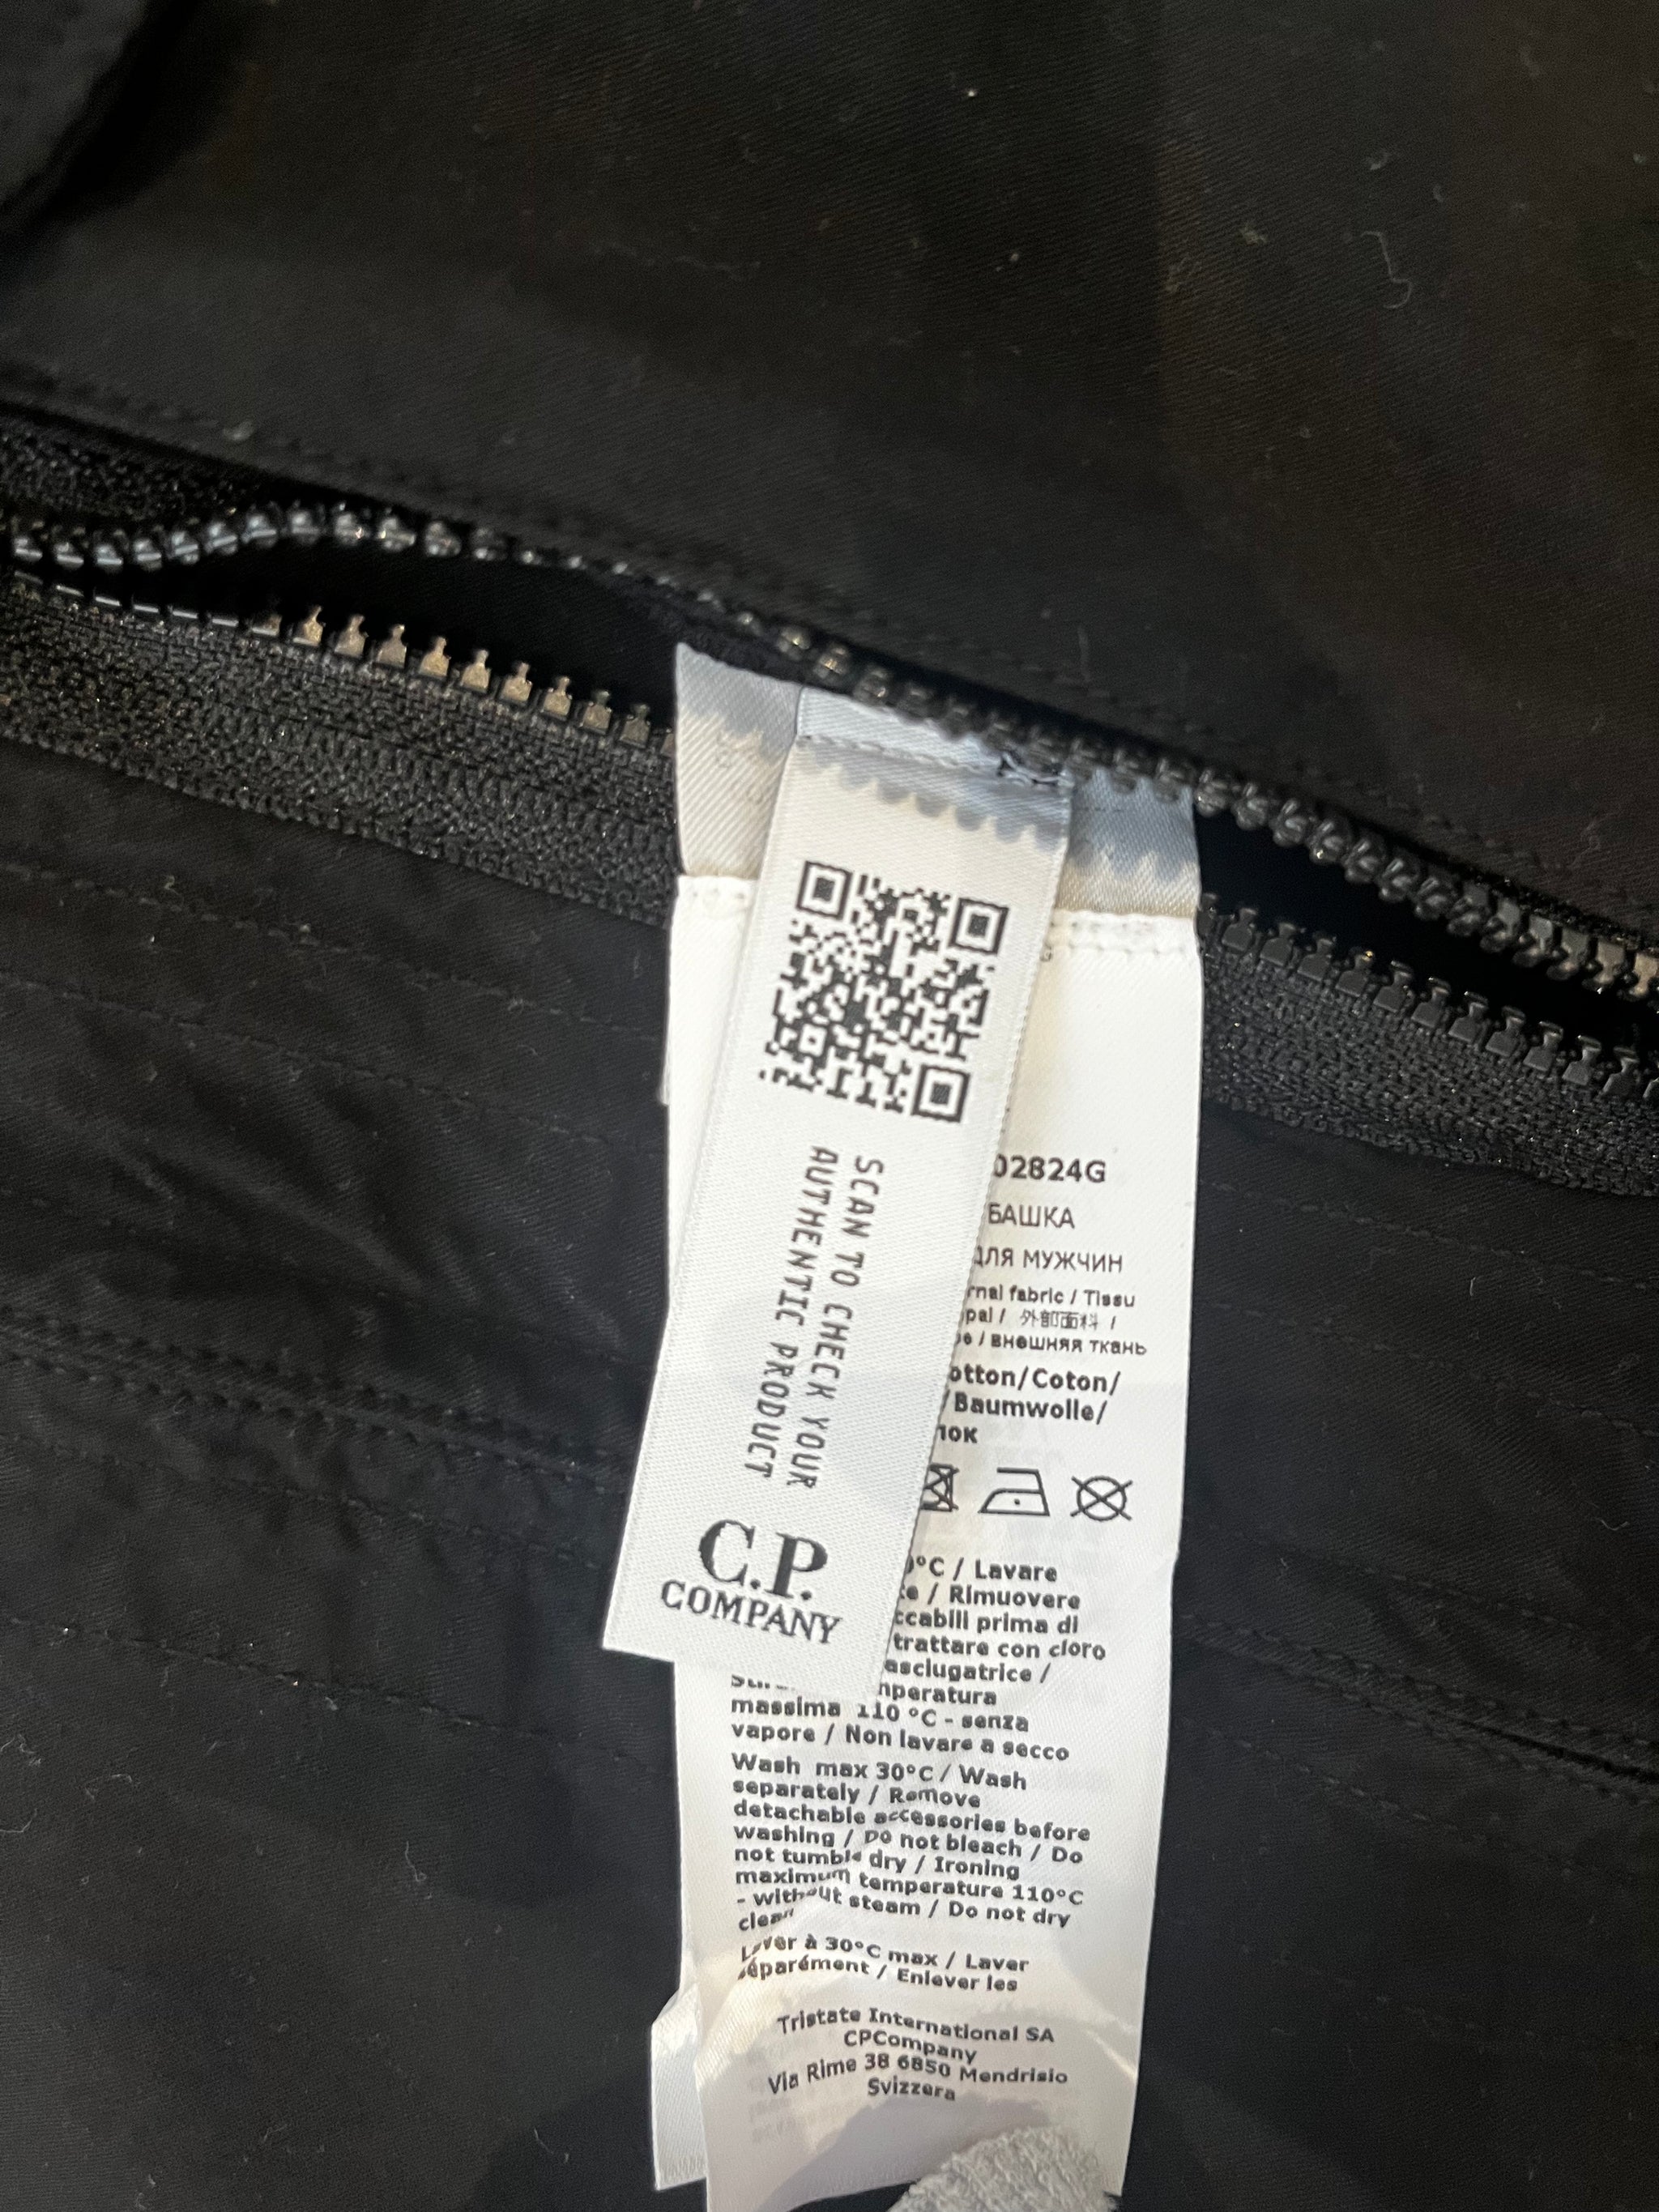 SCAN TO CHECK YOUR
AUTHENTIC PRODUCT
C.P.
COMPANY
02824G
БАШКА
ДЛЯ МУЖЧИН
rnal fabric / Tissu
pal / 外部面料 /
внешняя ткань
otton/Coton/
/Baumwolle/
лок
0°C / Lavare
te / Rimuovere
ccabili prima di
trattare con cloro
asciugatrice /
mperatura
massima 110 °C - senza
vapore / Non lavare a secco
Wash max 30°C / Wash
separately / Remove
detachable accessories before
washing / Do not bleach / Do
not tumble dry / Ironing
maximum temperature 110°C
- without steam / Do not dry
clean
Laver à 30°C max / Laver
séparément / Enlever les
Tristate International SA
CPCompany
Via Rime 38 6850 Mendrisio
Svizzera